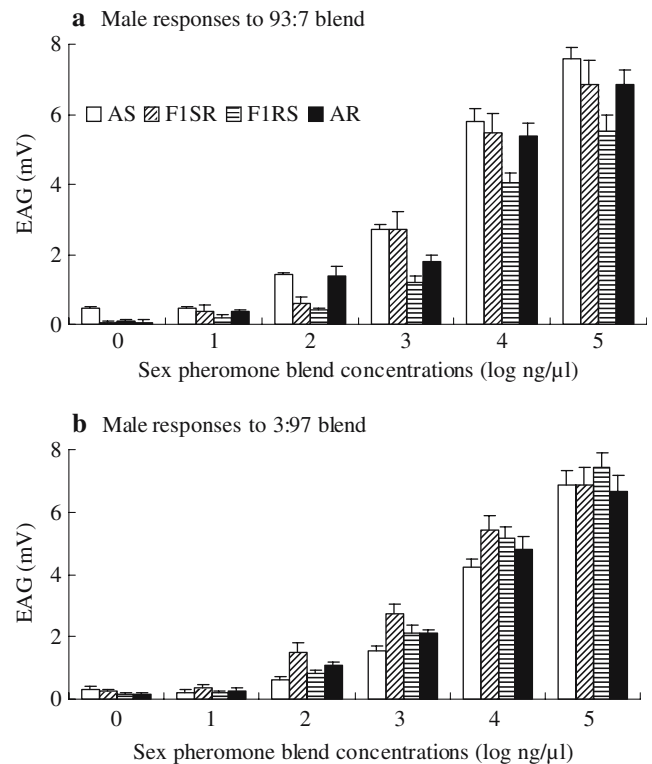 a Male responses to 93:7 blend
8
6
4
2
0
EAG (mV)
AS F1SR F1RS AR
0 1 2 3 4 5
Sex pheromone blend concentrations (log ng/µl)
b Male responses to 3:97 blend
8
6
4
2
0
EAG (mV)
0 1 2 3 4 5
Sex pheromone blend concentrations (log ng/µl)